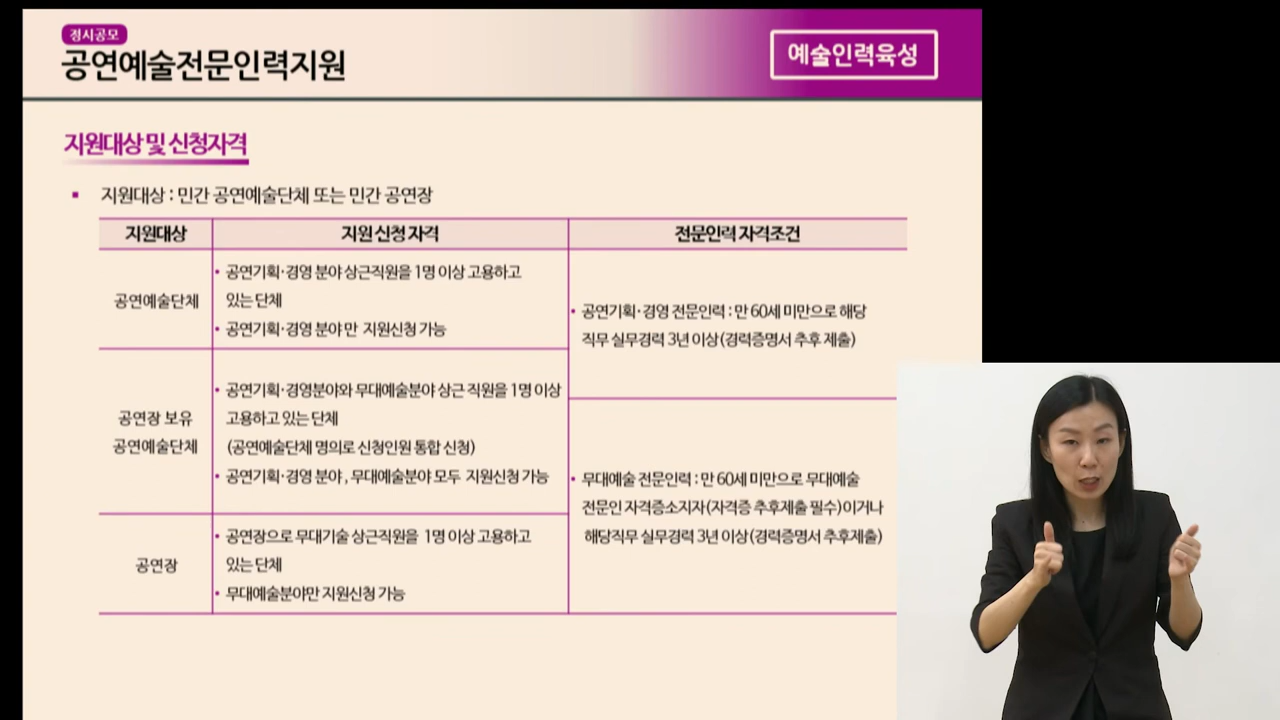 정시공모
공연예술전문인력지원
예술인력육성
지원대상 및 신청자격
▪ 지원대상 : 민간 공연예술단체 또는 민간 공연장
지원대상
지원 신청 자격
전문인력 자격조건
공연예술단체
• 공연기획·경영 분야 상근직원을 1명 이상 고용하고
있는 단체
• 공연기획·경영 분야 만 지원신청 가능
• 공연기획·경영 전문인력 : 만 60세 미만으로 해당
직무 실무경력 3년 이상(경력증명서 추후 제출)
공연장 보유
공연예술단체
• 공연기획·경영분야와 무대예술분야 상근 직원을 1명 이상
고용하고 있는 단체
(공연예술단체 명의로 신청인원 통합 신청)
• 공연기획·경영 분야 , 무대예술분야 모두 지원신청 가능
• 무대예술 전문인력 : 만 60세 미만으로 무대예술
전문인 자격증소지자(자격증 추후제출 필수)이거나
해당직무 실무경력 3년 이상(경력증명서 추후제출)
공연장
• 공연장으로 무대기술 상근직원을 1명 이상 고용하고
있는 단체
• 무대예술분야만 지원신청 가능